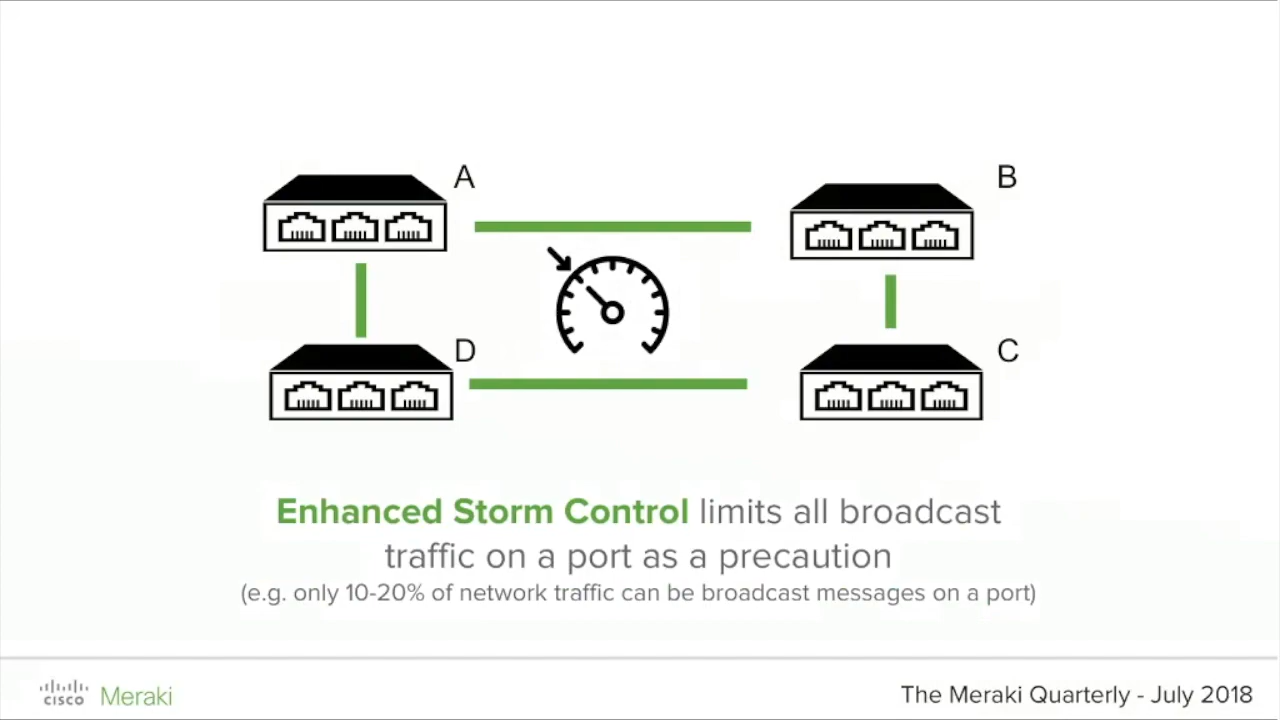 A
B
D
C
Enhanced Storm Control limits all broadcast
traffic on a port as a precaution
(e.g. only 10-20% of network traffic can be broadcast messages on a port)
cisco Meraki
The Meraki Quarterly - July 2018